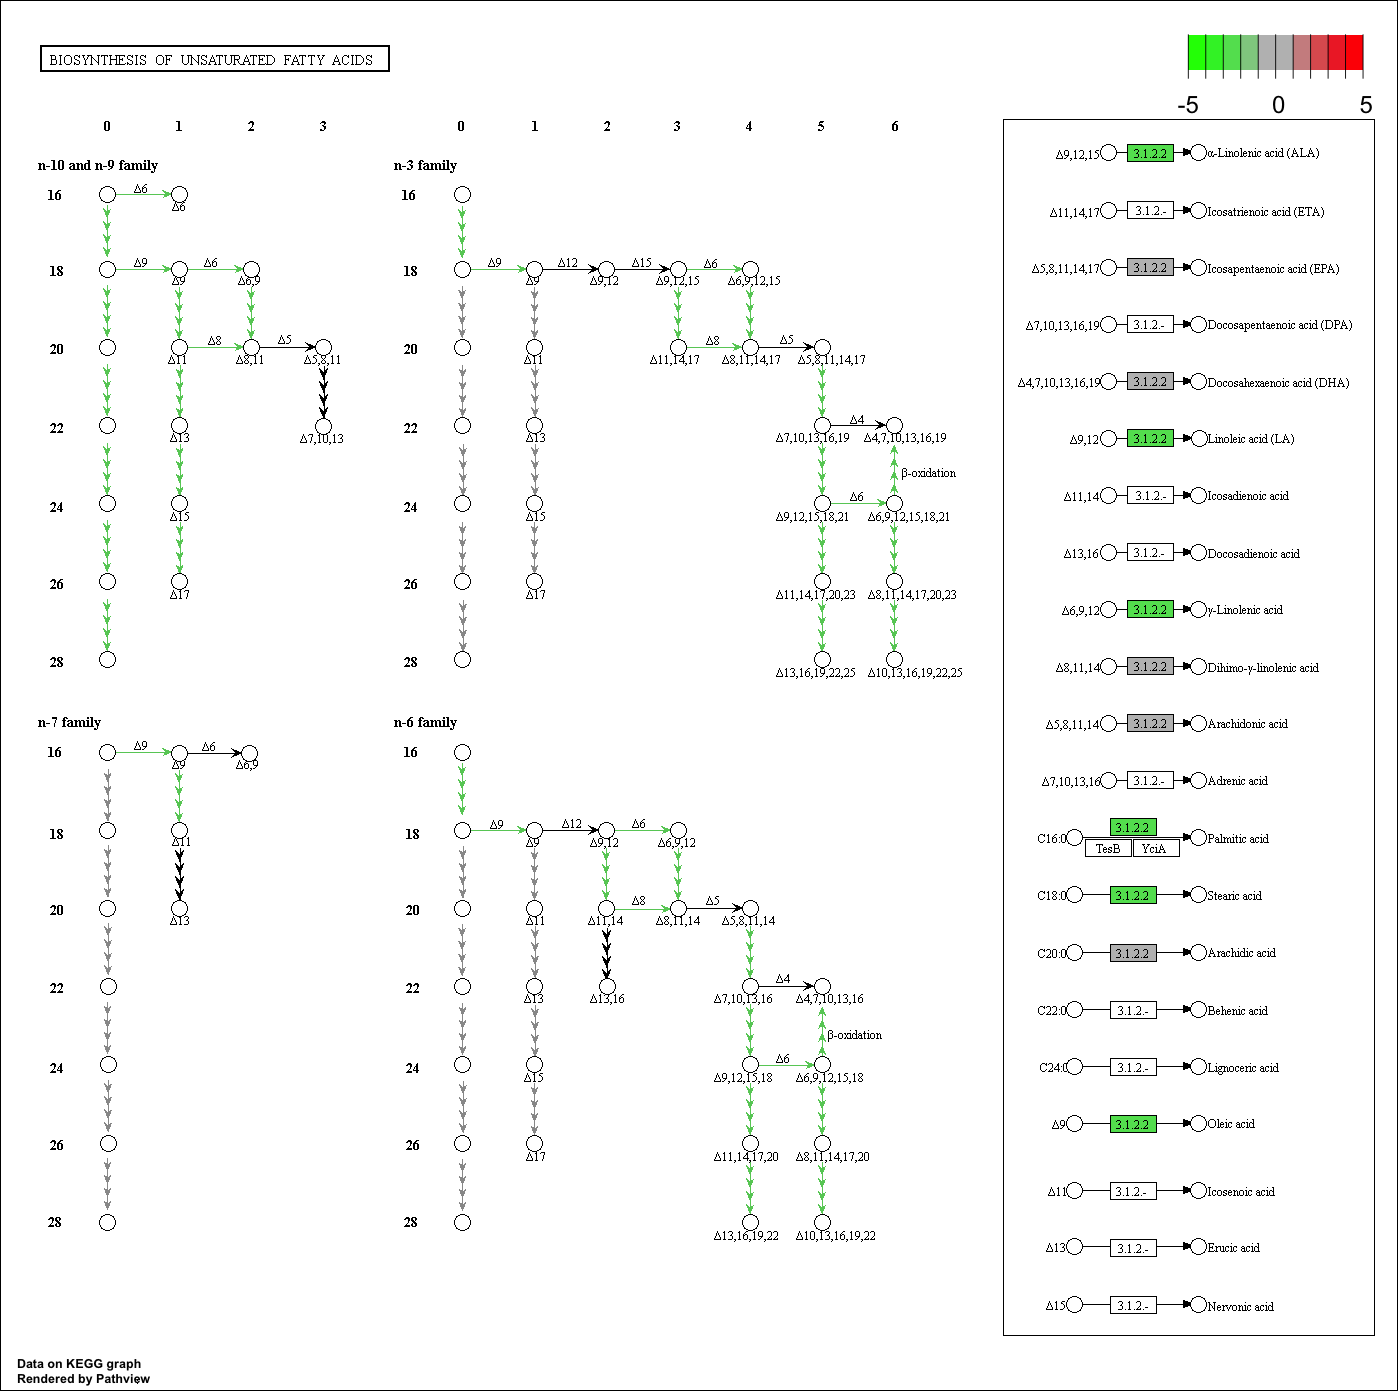 BIOSYNTHESIS OF UNSATURATED FATTY ACIDS
-5 0 5
0 1 2 3
n-10 and n-9 family
16 Δ6
Δ6
18 Δ9 Δ6
Δ9 Δ6,9
20 Δ8 Δ5
Δ11 Δ8,11 Δ5,8,11
22
Δ13 Δ7,10,13
24
Δ15
26
Δ17
28
0 1 2 3 4 5 6
n-3 family
16
18 Δ9 Δ12 Δ15 Δ6
Δ9 Δ9,12 Δ9,12,15 Δ6,9,12,15
20 Δ8 Δ5
Δ11 Δ11,14,17 Δ8,11,14,17 Δ5,8,11,14,17
22 Δ4
Δ13 Δ7,10,13,16,19 Δ4,7,10,13,16,19
β-oxidation
24 Δ6
Δ15 Δ9,12,15,18,21 Δ6,9,12,15,18,21
26
Δ17 Δ11,14,17,20,23 Δ8,11,14,17,20,23
28
Δ13,16,19,22,25 Δ10,13,16,19,22,25
n-7 family
16 Δ9 Δ6
Δ9 Δ6,9
18
Δ11
20
Δ13
22
24
26
28
n-6 family
16
18 Δ9 Δ12 Δ6
Δ9 Δ9,12 Δ6,9,12
20 Δ8 Δ5
Δ11 Δ11,14 Δ8,11,14 Δ5,8,11,14
22 Δ4
Δ13 Δ13,16 Δ7,10,13,16 Δ4,7,10,13,16
β-oxidation
24 Δ6
Δ15 Δ9,12,15,18 Δ6,9,12,15,18
26
Δ17 Δ11,14,17,20 Δ8,11,14,17,20
28
Δ13,16,19,22 Δ10,13,16,19,22
Δ9,12,15 3.1.2.2 α-Linolenic acid (ALA)
Δ11,14,17 3.1.2.- Icosatrienoic acid (ETA)
Δ5,8,11,14,17 3.1.2.2 Icosapentaenoic acid (EPA)
Δ7,10,13,16,19 3.1.2.- Docosapentaenoic acid (DPA)
Δ4,7,10,13,16,19 3.1.2.2 Docosahexaenoic acid (DHA)
Δ9,12 3.1.2.2 Linoleic acid (LA)
Δ11,14 3.1.2.- Icosadienoic acid
Δ13,16 3.1.2.- Docosadienoic acid
Δ6,9,12 3.1.2.2 γ-Linolenic acid
Δ8,11,14 3.1.2.2 Dihimo-γ-linolenic acid
Δ5,8,11,14 3.1.2.2 Arachidonic acid
Δ7,10,13,16 3.1.2.- Adrenic acid
3.1.2.2
C16:0 Palmitic acid
TesB YciA
C18:0 3.1.2.2 Stearic acid
C20:0 3.1.2.2 Arachidic acid
C22:0 3.1.2.- Behenic acid
C24:0 3.1.2.- Lignoceric acid
Δ9 3.1.2.2 Oleic acid
Δ11 3.1.2.- Icosenoic acid
Δ13 3.1.2.- Erucic acid
Δ15 3.1.2.- Nervonic acid
Data on KEGG graph
Rendered by Pathview